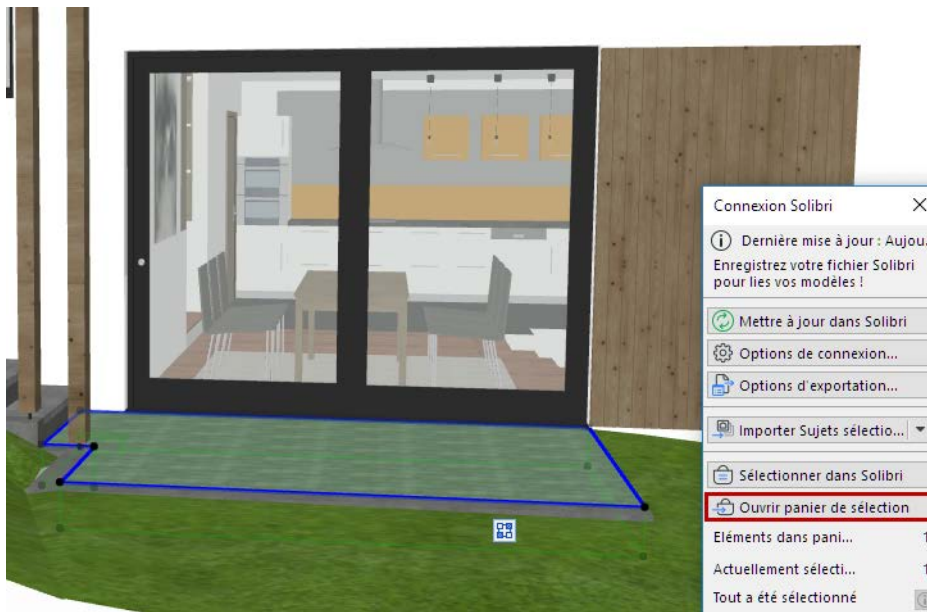 Connexion Solibri
Dernière mise à jour : Aujou...
Enregistrez votre fichier Solibri
pour lies vos modèles !
Mettre à jour dans Solibri
Options de connexion...
Options d'exportation...
Importer Sujets sélectio...
Sélectionner dans Solibri
Ouvrir panier de sélection
Eléments dans pani... 1
Actuellement sélecti... 1
Tout a été sélectionné